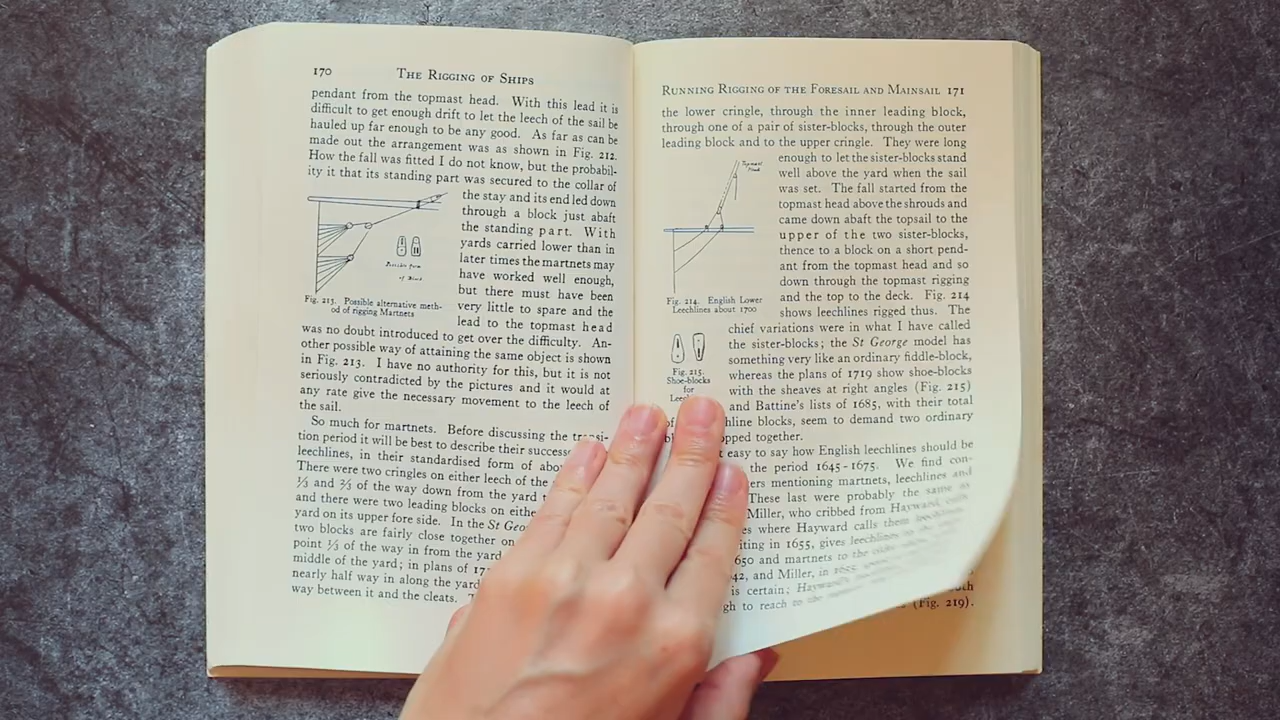 170
THE RIGGING OF SHIPS
pendant from the topmast head. With this lead it is
difficult to get enough drift to let the leech of the sail be
hauled up far enough to be any good. As far as can be
made out the arrangement was as shown in Fig. 212.
How the fall was fitted I do not know, but the probabil-
ity it that its standing part was secured to the collar of
the stay and its end led down
through a block just abaft
the standing part. With
yards carried lower than in
later times the martnets may
have worked well enough,
but there must have been
very little to spare and the
lead to the topmast head
Possible form
of Dead
Fig. 213. Possible alternative meth-
od of rigging Martnets
was no doubt introduced to get over the difficulty. An-
other possible way of attaining the same object is shown
in Fig. 213. I have no authority for this, but it is not
seriously contradicted by the pictures and it would at
any rate give the necessary movement to the leech of
the sail.
So much for martnets. Before discussing the transi-
tion period it will be best to describe their
leechlines, in their standardised form of
There were two cringles on either leech of the
⅓ and ⅔ of the way down from the yard
and there were two leading blocks on
yard on its upper fore side. In the St
two blocks are fairly close together on
point ⅓ of the way in from the yard
middle of the yard; in plans of
nearly half way in along the yard
way between it and the cleats.
RUNNING RIGGING OF THE FORESAIL AND MAINSAIL 171
the lower cringle, through the inner leading block,
through one of a pair of sister-blocks, through the outer
leading block and to the upper cringle. They were long
enough to let the sister-blocks stand
well above the yard when the sail
was set. The fall started from the
topmast head above the shrouds and
came down abaft the topsail to the
upper of the two sister-blocks,
thence to a block on a short pend-
ant from the topmast head and so
down through the topmast rigging
and the top to the deck. Fig. 214
shows leechlines rigged thus. The
Topmast
Head
Fig. 214. English Lower
Leechlines about 1700
chief variations were in what I have called
the sister-blocks; the St George model has
something very like an ordinary fiddle-block,
whereas the plans of 1719 show shoe-blocks
with the sheaves at right angles (Fig. 215)
and Battine's lists of 1685, with their total
Fig. 215.
Shoe-blocks
for
of hline blocks, seem to demand two ordinary
opped together.
easy to say how English leechlines should be
the period 1645-1675. We find con-
ers mentioning martnets, leechlines and
These last were probably the same as
Miller, who cribbed from Hayward,
es where Hayward calls them
iting in 1655, gives leechlines
650 and martnets to the
42, and Miller, in 1655
is certain; Hayward's
gh to reach to the
(Fig. 219).